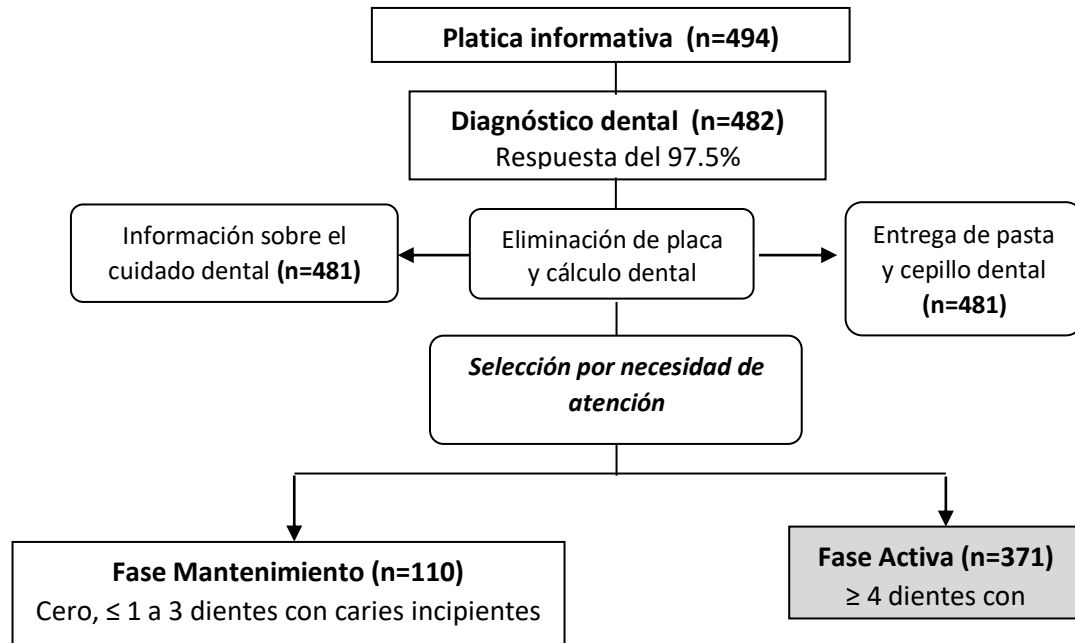 Platica informativa (n=494)
Diagnóstico dental (n=482)
Respuesta del 97.5%
Información sobre el
cuidado dental (n=481)
Eliminación de placa
y cálculo dental
Entrega de pasta
y cepillo dental
(n=481)
Selección por necesidad de
atención
Fase Mantenimiento (n=110)
Cero, ≤ 1 a 3 dientes con caries incipientes
Fase Activa (n=371)
≥ 4 dientes con